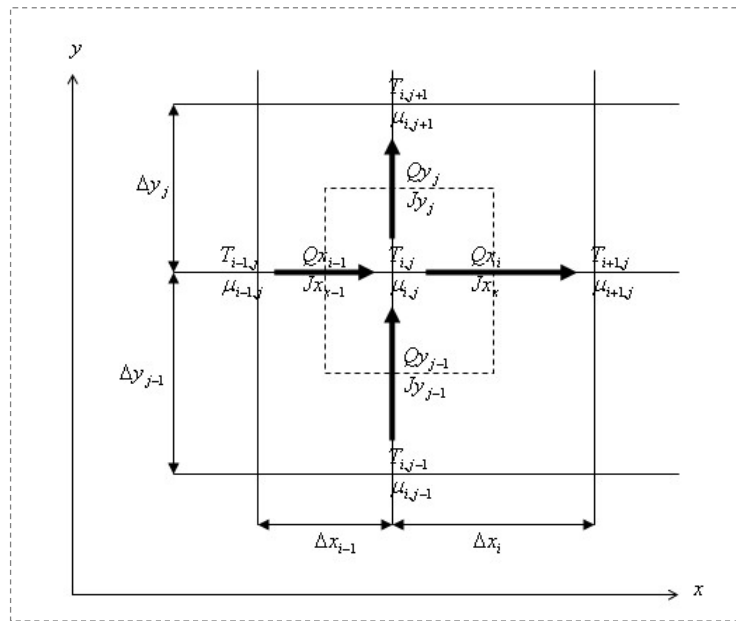 y
T_{i,j+1}
μ_{i,j+1}
Δy_j
Qy_j
Jy_j
T_{i-1,j} Qx_{i-1} T_{i,j} Qx_i T_{i+1,j}
μ_{i-1,j} Jx_{x-1} μ_{i,j} Jx_x μ_{i+1,j}
Δy_{j-1}
Qy_{j-1}
Jy_{j-1}
T_{i,j-1}
μ_{i,j-1}
Δx_{i-1} Δx_i
x